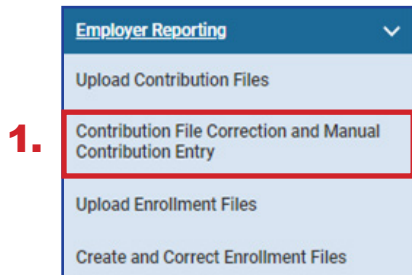 Employer Reporting
Upload Contribution Files
1.
Contribution File Correction and Manual
Contribution Entry
Upload Enrollment Files
Create and Correct Enrollment Files